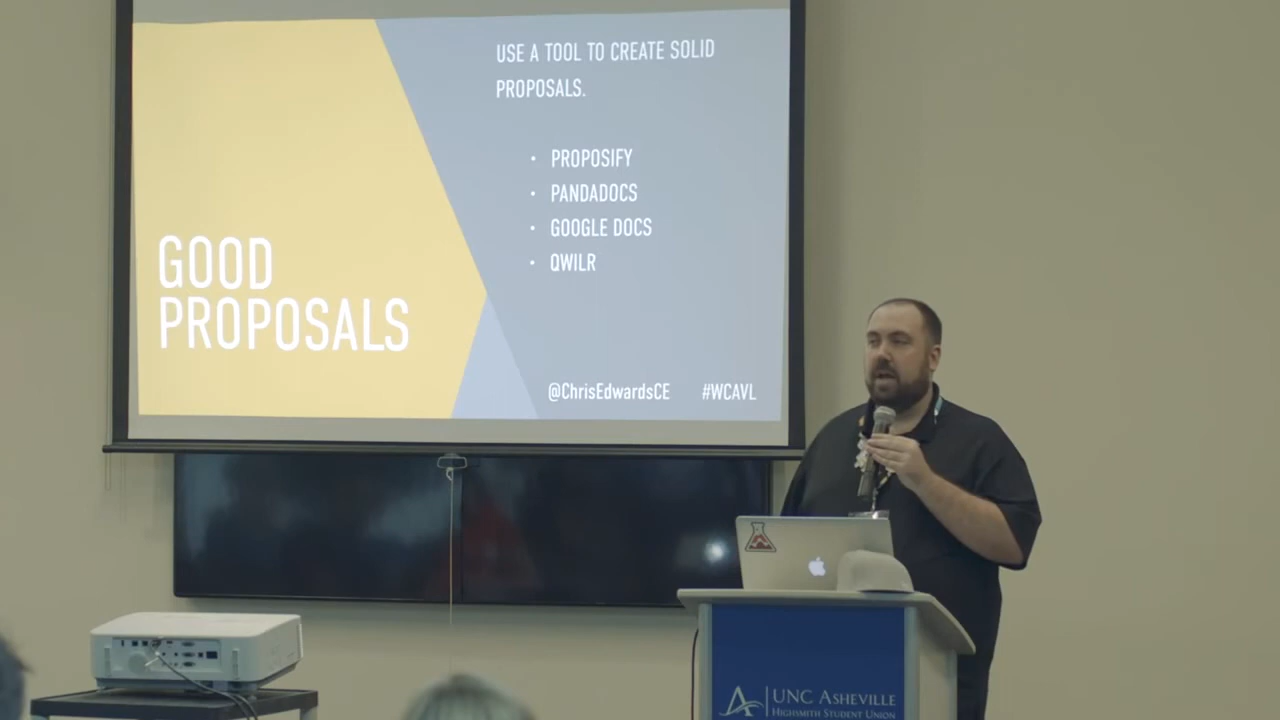 USE A TOOL TO CREATE SOLID
PROPOSALS.
• PROPOSIFY
• PANDADOCS
• GOOGLE DOCS
• QWILR
GOOD
PROPOSALS
@ChrisEdwardsCE #WCAVL
UNC ASHEVILLE
HIGHSMITH STUDENT UNION